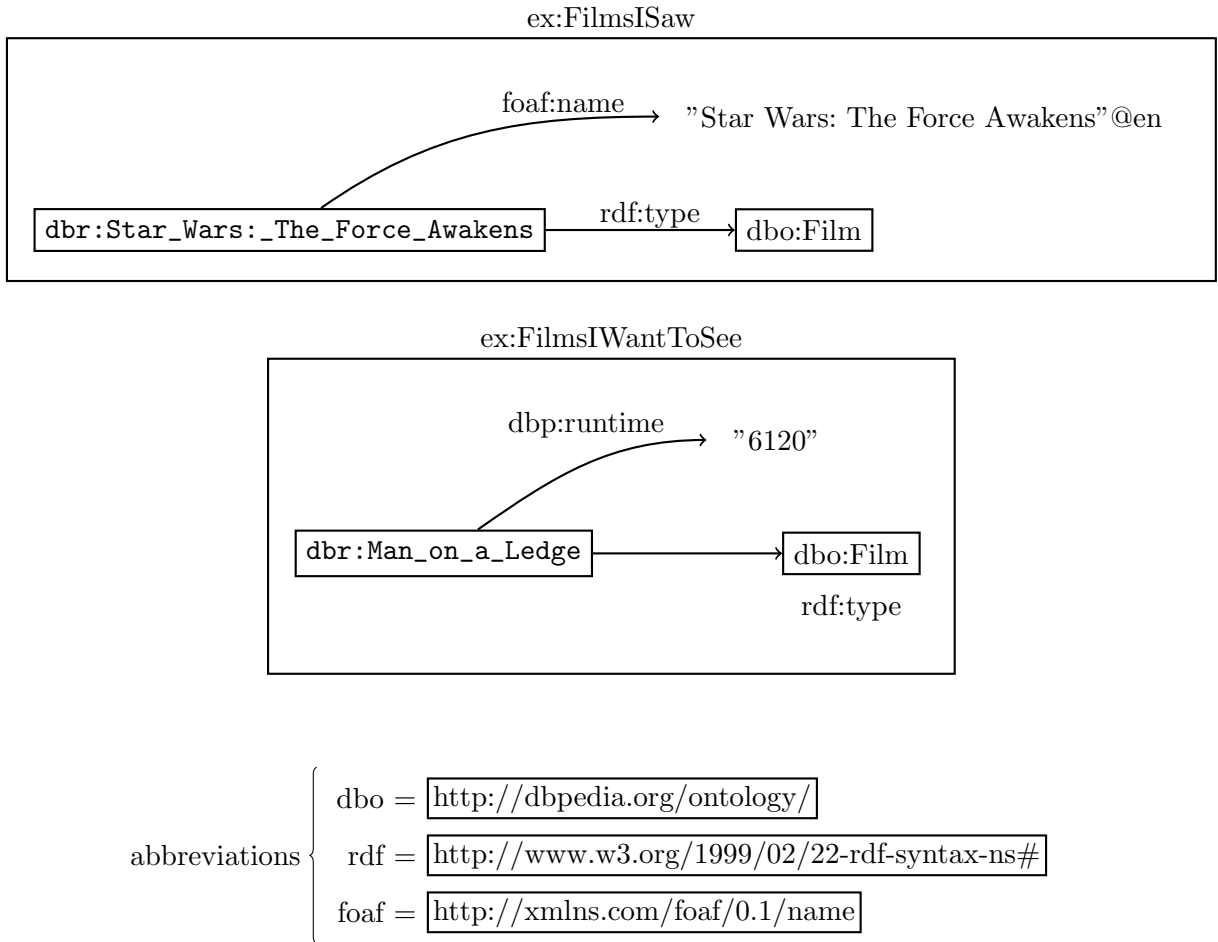 ex:FilmsISaw
foaf:name
”Star Wars: The Force Awakens”@en
dbr:Star_Wars:_The_Force_Awakens
rdf:type
dbo:Film
ex:FilmsIWantToSee
dbp:runtime
”6120”
dbr:Man_on_a_Ledge
dbo:Film
rdf:type
abbreviations
dbo = http://dbpedia.org/ontology/
rdf = http://www.w3.org/1999/02/22-rdf-syntax-ns#
foaf = http://xmlns.com/foaf/0.1/name